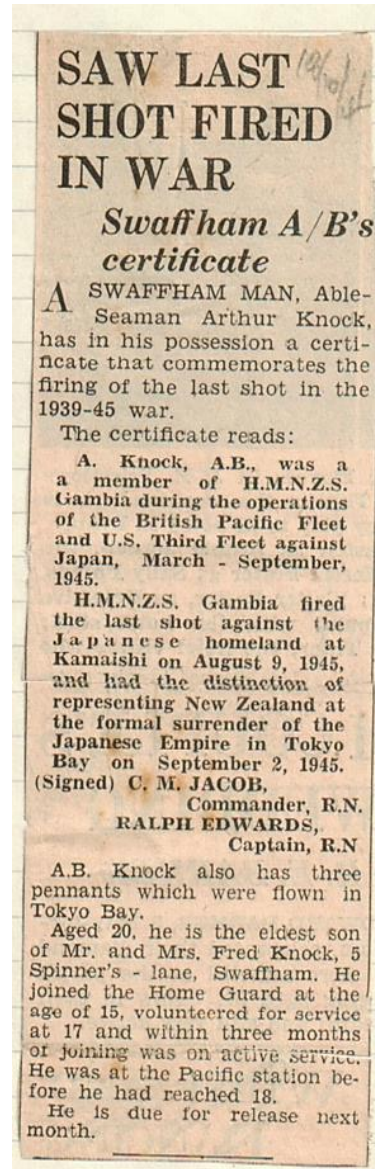 SAW LAST
SHOT FIRED
IN WAR
Swaffham A/B's
certificate
A SWAFFHAM MAN, Able-
Seaman Arthur Knock,
has in his possession a certi-
ficate that commemorates the
firing of the last shot in the
1939-45 war.
The certificate reads:
A. Knock, A.B., was a
a member of H.M.N.Z.S.
Gambia during the operations
of the British Pacific Fleet
and U.S. Third Fleet against
Japan, March - September,
1945.
H.M.N.Z.S. Gambia fired
the last shot against the
Japanese homeland at
Kamaishi on August 9, 1945,
and had the distinction of
representing New Zealand at
the formal surrender of the
Japanese Empire in Tokyo
Bay on September 2, 1945.
(Signed) C. M. JACOB,
Commander, R.N.
RALPH EDWARDS,
Captain, R.N
A.B. Knock also has three
pennants which were flown in
Tokyo Bay.
Aged 20, he is the eldest son
of Mr. and Mrs. Fred Knock, 5
Spinner's - lane, Swaffham. He
joined the Home Guard at the
age of 15, volunteered for service
at 17 and within three months
of joining was on active service.
He was at the Pacific station be-
fore he had reached 18.
He is due for release next
month.